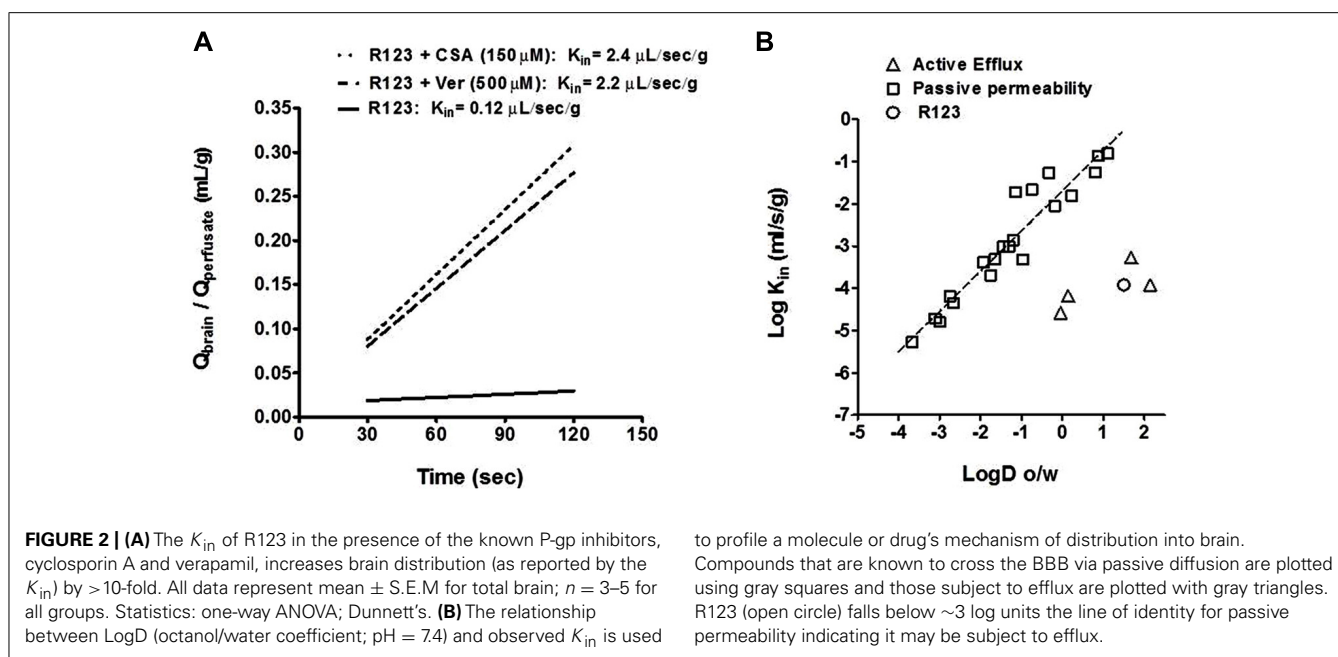 A
R123 + CSA (150 μM): Kin = 2.4 μL/sec/g
R123 + Ver (500 μM): Kin = 2.2 μL/sec/g
R123: Kin = 0.12 μL/sec/g
0.35
0.30
0.25
0.20
0.15
0.10
0.05
0.00
Qbrain / Qperfusate (mL/g)
0 30 60 90 120 150
Time (sec)
B
Active Efflux
Passive permeability
R123
-0
-1
-2
-3
-4
-5
-6
-7
Log Kin (ml/s/g)
-5 -4 -3 -2 -1 0 1 2
LogD o/w
FIGURE 2 | (A) The Kin of R123 in the presence of the known P-gp inhibitors,
cyclosporin A and verapamil, increases brain distribution (as reported by the
Kin) by >10-fold. All data represent mean ± S.E.M for total brain; n = 3–5 for
all groups. Statistics: one-way ANOVA; Dunnett's. (B) The relationship
between LogD (octanol/water coefficient; pH = 7.4) and observed Kin is used
to profile a molecule or drug's mechanism of distribution into brain.
Compounds that are known to cross the BBB via passive diffusion are plotted
using gray squares and those subject to efflux are plotted with gray triangles.
R123 (open circle) falls below ~3 log units the line of identity for passive
permeability indicating it may be subject to efflux.